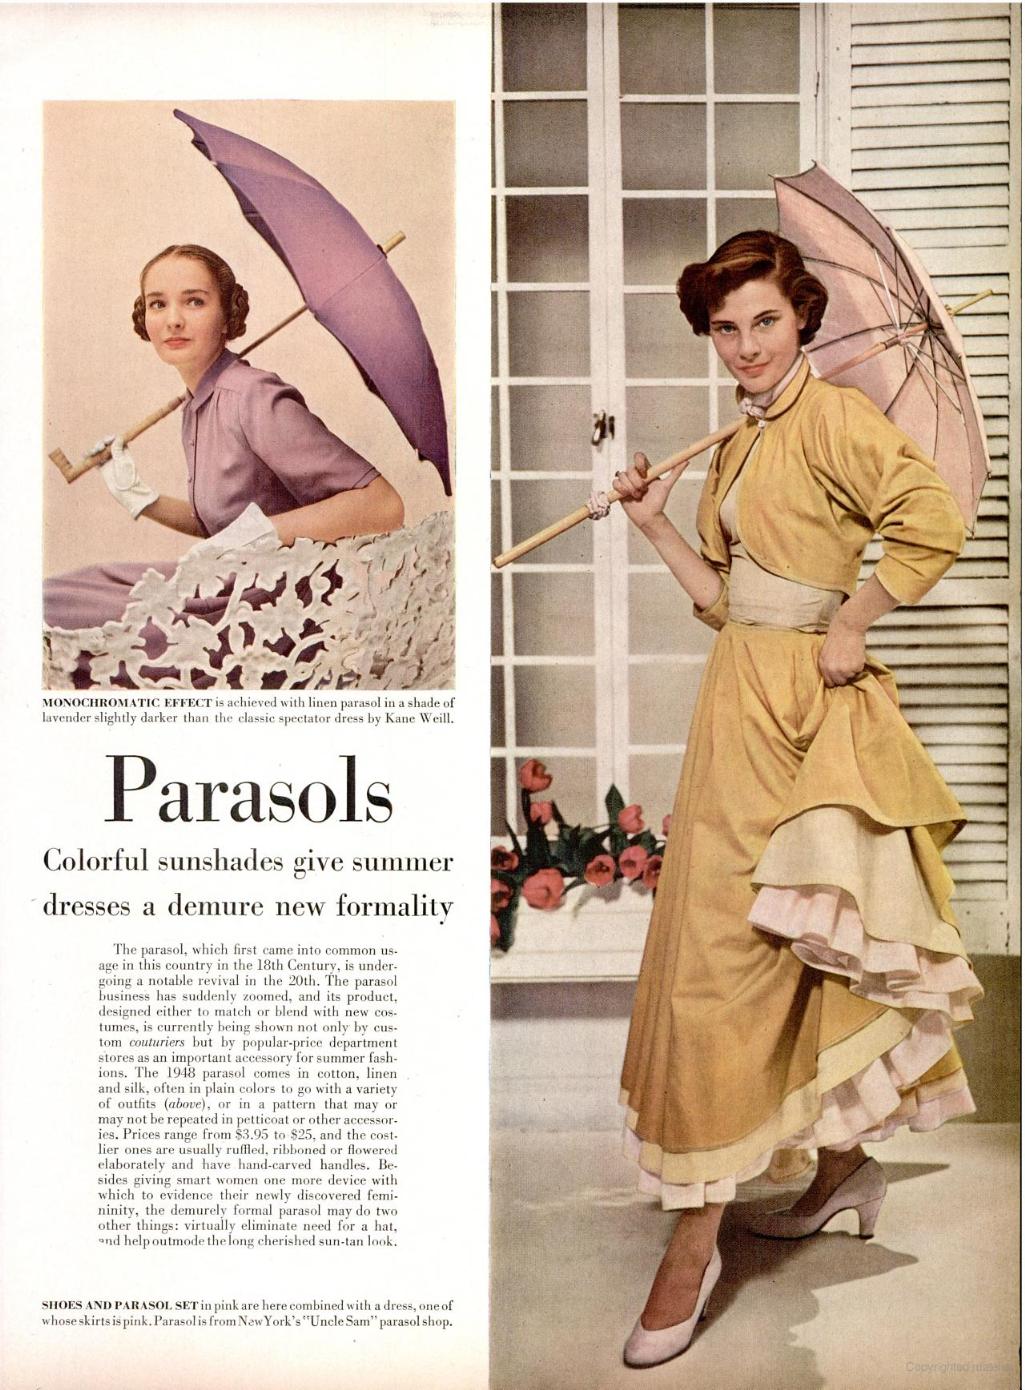 MONOCHROMATIC EFFECT is achieved with linen parasol in a shade of
lavender slightly darker than the classic spectator dress by Kane Weill.
Parasols
Colorful sunshades give summer
dresses a demure new formality
The parasol, which first came into common us-
age in this country in the 18th Century, is under-
going a notable revival in the 20th. The parasol
business has suddenly zoomed, and its product,
designed either to match or blend with new cos-
tumes, is currently being shown not only by cus-
tom couturiers but by popular-price department
stores as an important accessory for summer fash-
ions. The 1948 parasol comes in cotton, linen
and silk, often in plain colors to go with a variety
of outfits (above), or in a pattern that may or
may not be repeated in petticoat or other accessor-
ies. Prices range from $3.95 to $25, and the cost-
lier ones are usually ruffled, ribboned or flowered
elaborately and have hand-carved handles. Be-
sides giving smart women one more device with
which to evidence their newly discovered femi-
ninity, the demurely formal parasol may do two
other things: virtually eliminate need for a hat,
and help outmode the long cherished sun-tan look.
SHOES AND PARASOL SET in pink are here combined with a dress, one of
whose skirts is pink. Parasol is from New York's "Uncle Sam" parasol shop.
Copyrighted material